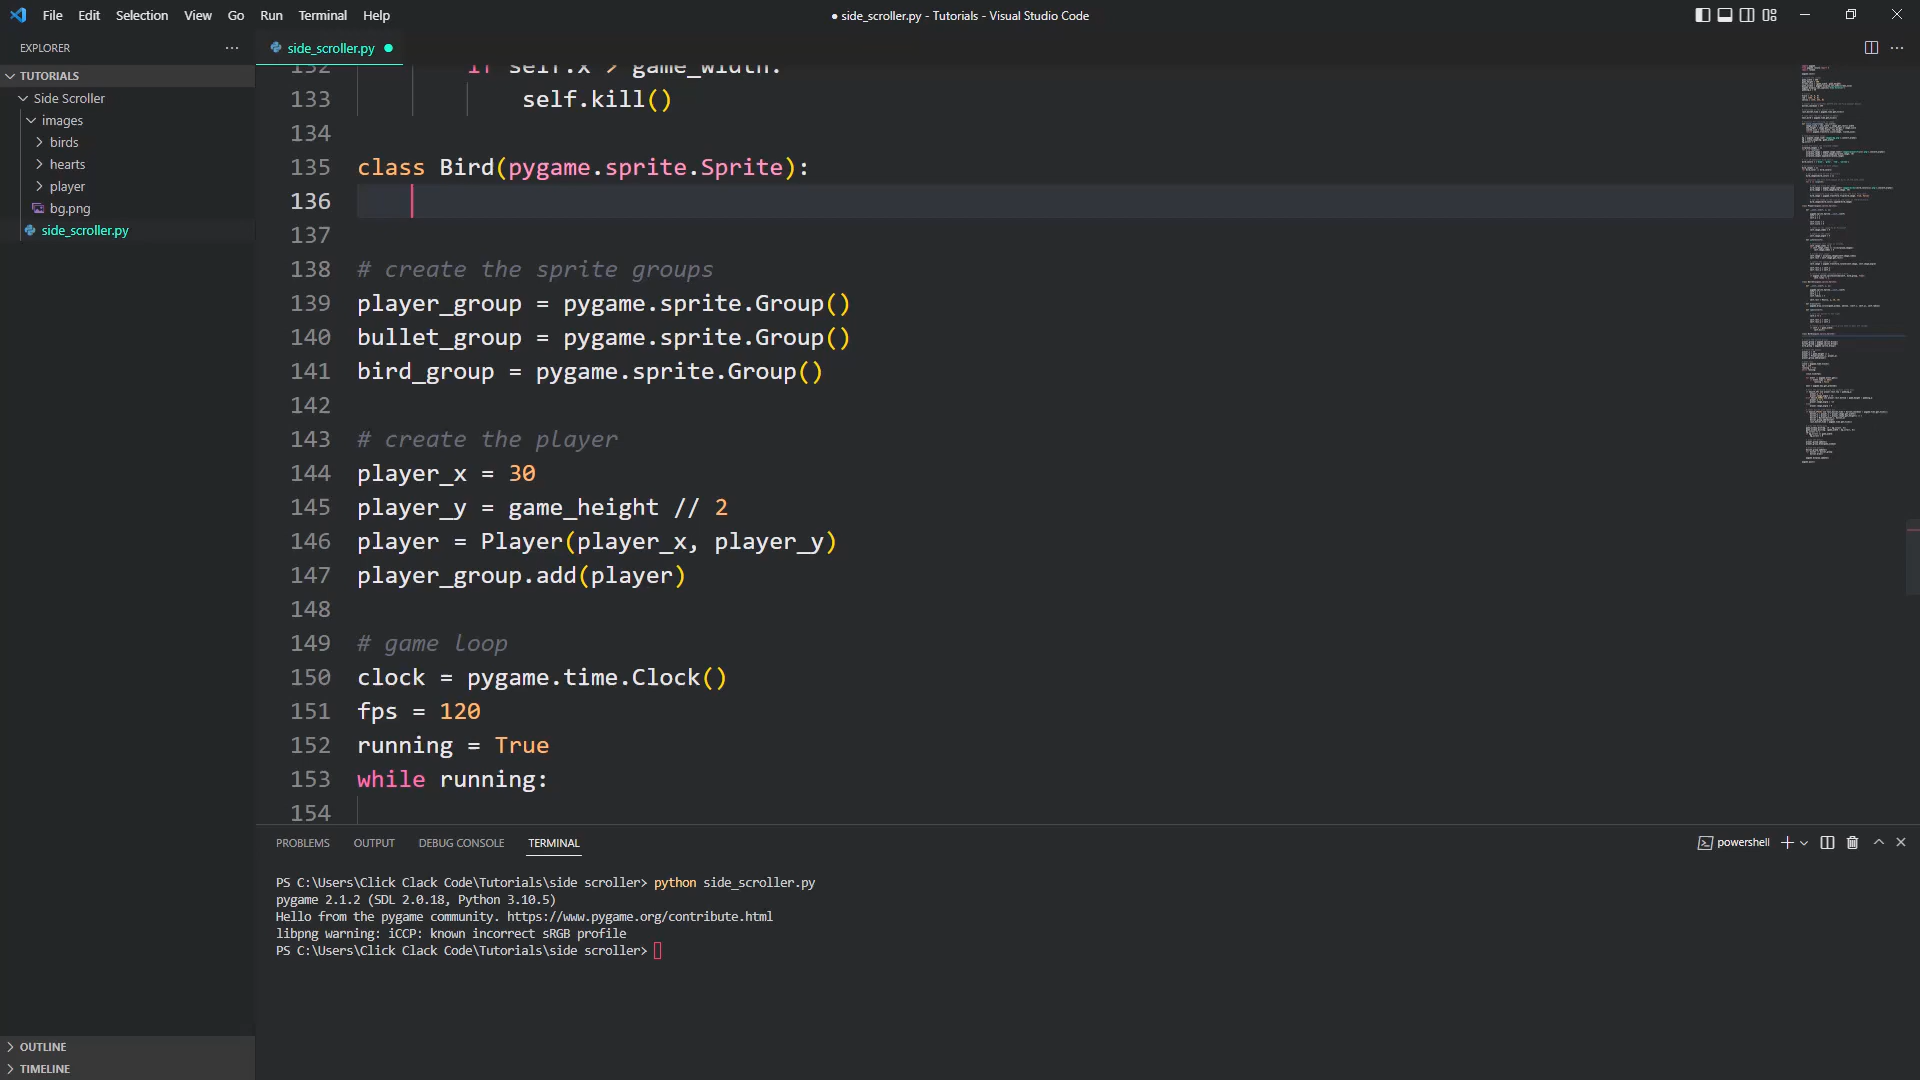 File Edit Selection View Go Run Terminal Help
● side_scroller.py - Tutorials - Visual Studio Code
EXPLORER
side_scroller.py
TUTORIALS
Side Scroller
images
birds
hearts
player
bg.png
side_scroller.py
132 if self.x > game_width:
133 self.kill()
134
135 class Bird(pygame.sprite.Sprite):
136
137
138 # create the sprite groups
139 player_group = pygame.sprite.Group()
140 bullet_group = pygame.sprite.Group()
141 bird_group = pygame.sprite.Group()
142
143 # create the player
144 player_x = 30
145 player_y = game_height // 2
146 player = Player(player_x, player_y)
147 player_group.add(player)
148
149 # game loop
150 clock = pygame.time.Clock()
151 fps = 120
152 running = True
153 while running:
154
PROBLEMS OUTPUT DEBUG CONSOLE TERMINAL
powershell
PS C:\Users\Click Clack Code\Tutorials\side scroller> python side_scroller.py
pygame 2.1.2 (SDL 2.0.18, Python 3.10.5)
Hello from the pygame community. https://www.pygame.org/contribute.html
libpng warning: iCCP: known incorrect sRGB profile
PS C:\Users\Click Clack Code\Tutorials\side scroller>
OUTLINE
TIMELINE